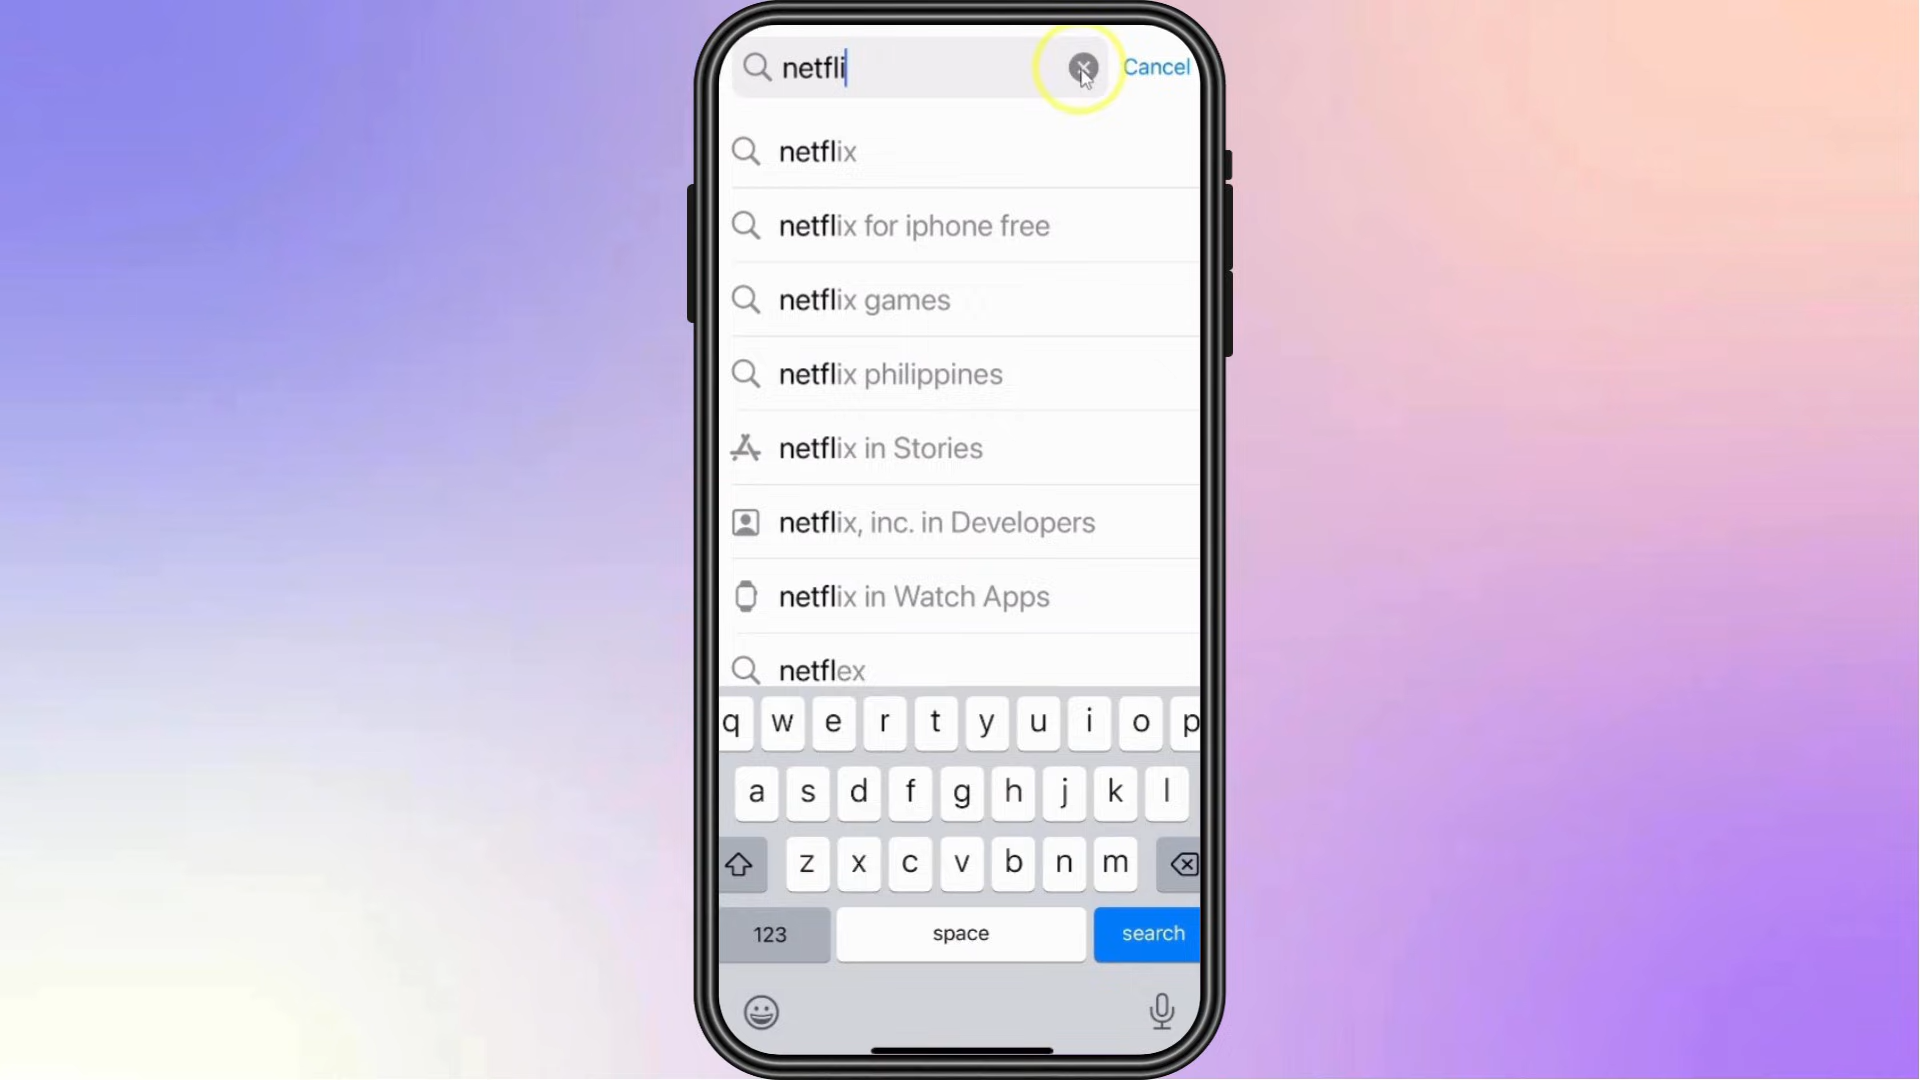 netfli
Cancel
netflix
netflix for iphone free
netflix games
netflix philippines
netflix in Stories
netflix, inc. in Developers
netflix in Watch Apps
netflex
q w e r t y u i o p
a s d f g h j k l
z x c v b n m
123 space search